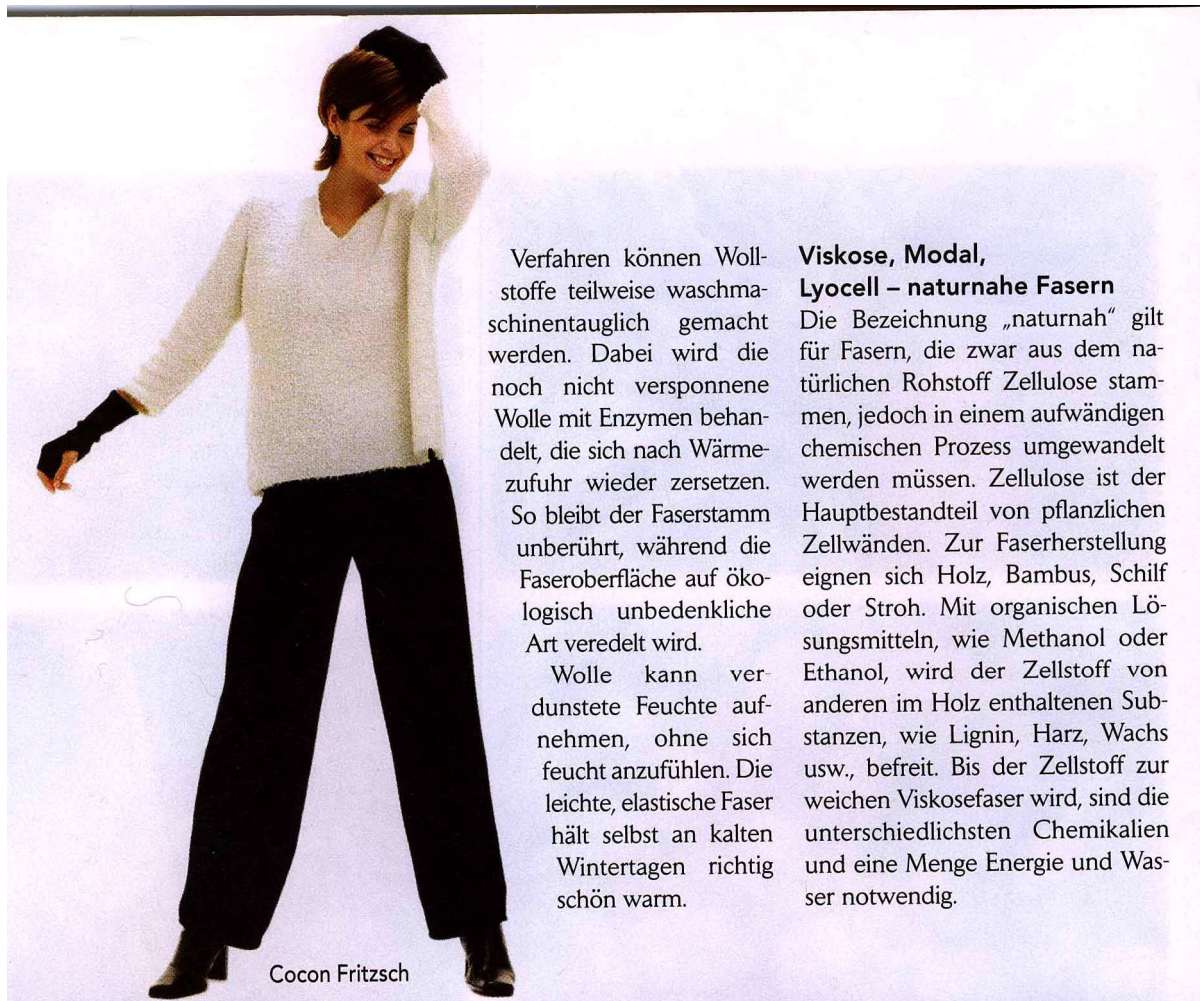 Verfahren können Woll-
stoffe teilweise waschma-
schinentauglich gemacht
werden. Dabei wird die
noch nicht versponnene
Wolle mit Enzymen behan-
delt, die sich nach Wärme-
zufuhr wieder zersetzen.
So bleibt der Faserstamm
unberührt, während die
Faseroberfläche auf öko-
logisch unbedenkliche
Art veredelt wird.
Wolle kann ver-
dunstete Feuchte auf-
nehmen, ohne sich
feucht anzufühlen. Die
leichte, elastische Faser
hält selbst an kalten
Wintertagen richtig
schön warm.
Viskose, Modal,
Lyocell – naturnahe Fasern
Die Bezeichnung „naturnah" gilt
für Fasern, die zwar aus dem na-
türlichen Rohstoff Zellulose stam-
men, jedoch in einem aufwändigen
chemischen Prozess umgewandelt
werden müssen. Zellulose ist der
Hauptbestandteil von pflanzlichen
Zellwänden. Zur Faserherstellung
eignen sich Holz, Bambus, Schilf
oder Stroh. Mit organischen Lö-
sungsmitteln, wie Methanol oder
Ethanol, wird der Zellstoff von
anderen im Holz enthaltenen Sub-
stanzen, wie Lignin, Harz, Wachs
usw., befreit. Bis der Zellstoff zur
weichen Viskosefaser wird, sind die
unterschiedlichsten Chemikalien
und eine Menge Energie und Was-
ser notwendig.
Cocon Fritzsch